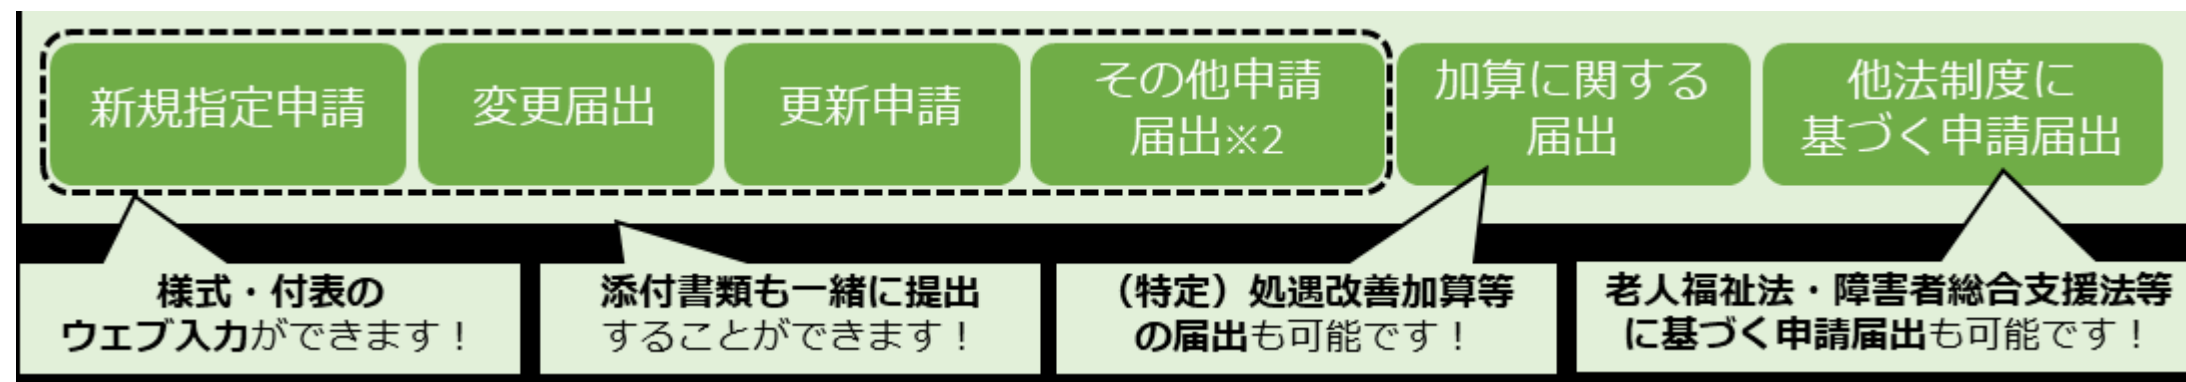 新規指定申請
変更届出
更新申請
その他申請
届出※2
加算に関する
届出
他法制度に
基づく申請届出
様式・付表の
ウェブ入力ができます！
添付書類も一緒に提出
することができます！
（特定）処遇改善加算等
の届出も可能です！
老人福祉法・障害者総合支援法等
に基づく申請届出も可能です！